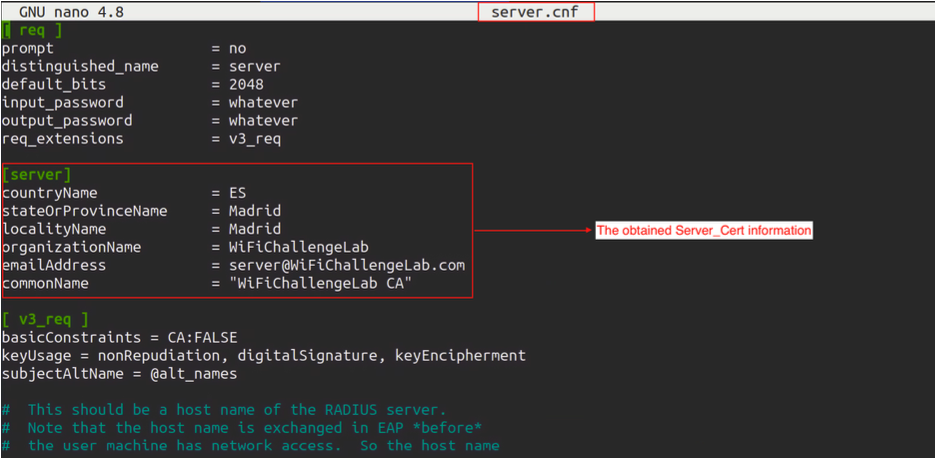 GNU nano 4.8 server.cnf
[ req ]
prompt = no
distinguished_name = server
default_bits = 2048
input_password = whatever
output_password = whatever
req_extensions = v3_req
[server]
countryName = ES
stateOrProvinceName = Madrid
localityName = Madrid
organizationName = WiFiChallengeLab
emailAddress = server@WiFiChallengeLab.com
commonName = "WiFiChallengeLab CA"
The obtained Server_Cert information
[ v3_req ]
basicConstraints = CA:FALSE
keyUsage = nonRepudiation, digitalSignature, keyEncipherment
subjectAltName = @alt_names
# This should be a host name of the RADIUS server.
# Note that the host name is exchanged in EAP *before*
# the user machine has network access. So the host name